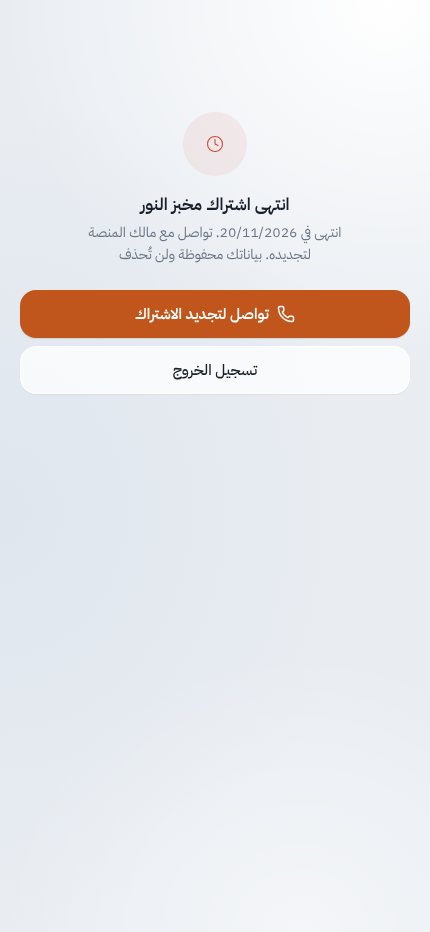 انتهى اشتراك مخبز النور
انتهى في 20/11/2026. تواصل مع مالك المنصة
لتجديده. بياناتك محفوظة ولن تُحذف
تواصل لتجديد الاشتراك
تسجيل الخروج